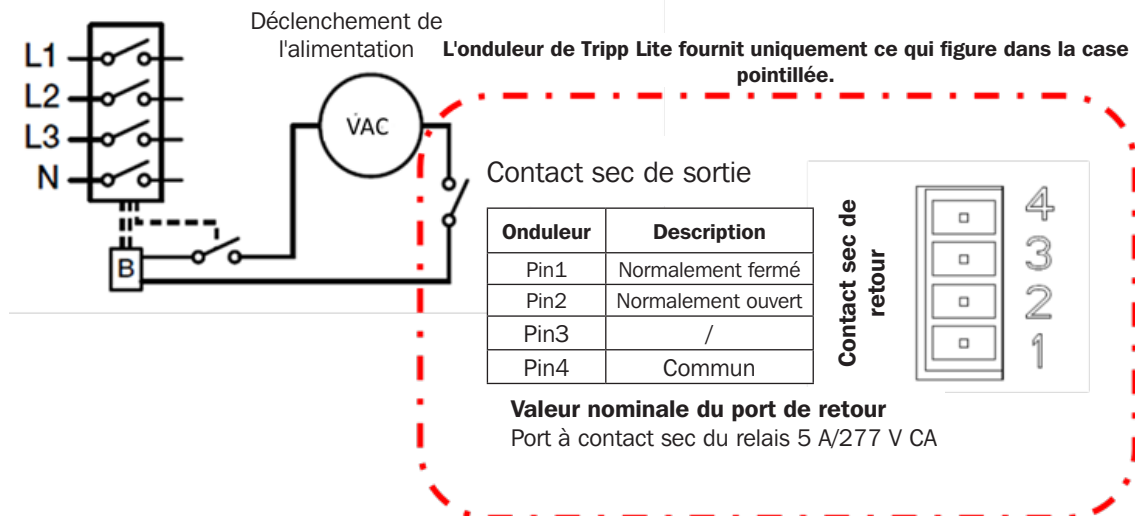 Déclenchement de
l'alimentation
L'onduleur de Tripp Lite fournit uniquement ce qui figure dans la case
pointillée.
L1
L2
L3
N
VAC
B
Contact sec de sortie
Onduleur Description
Pin1 Normalement fermé
Pin2 Normalement ouvert
Pin3 /
Pin4 Commun
Contact sec de
retour
4
3
2
1
Valeur nominale du port de retour
Port à contact sec du relais 5 A/277 V CA